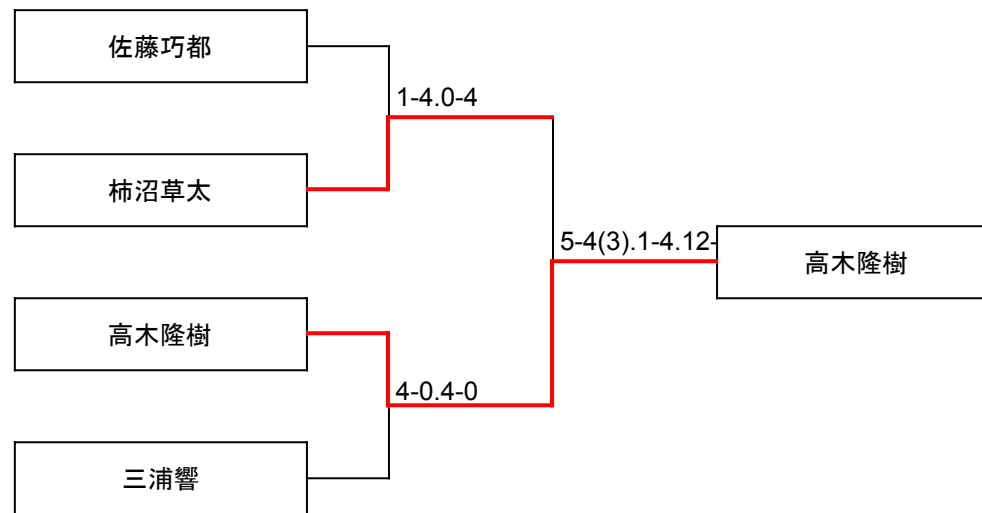 佐藤巧都
1-4.0-4
柿沼草太
5-4(3).1-4.12-
高木隆樹
高木隆樹
4-0.4-0
三浦響